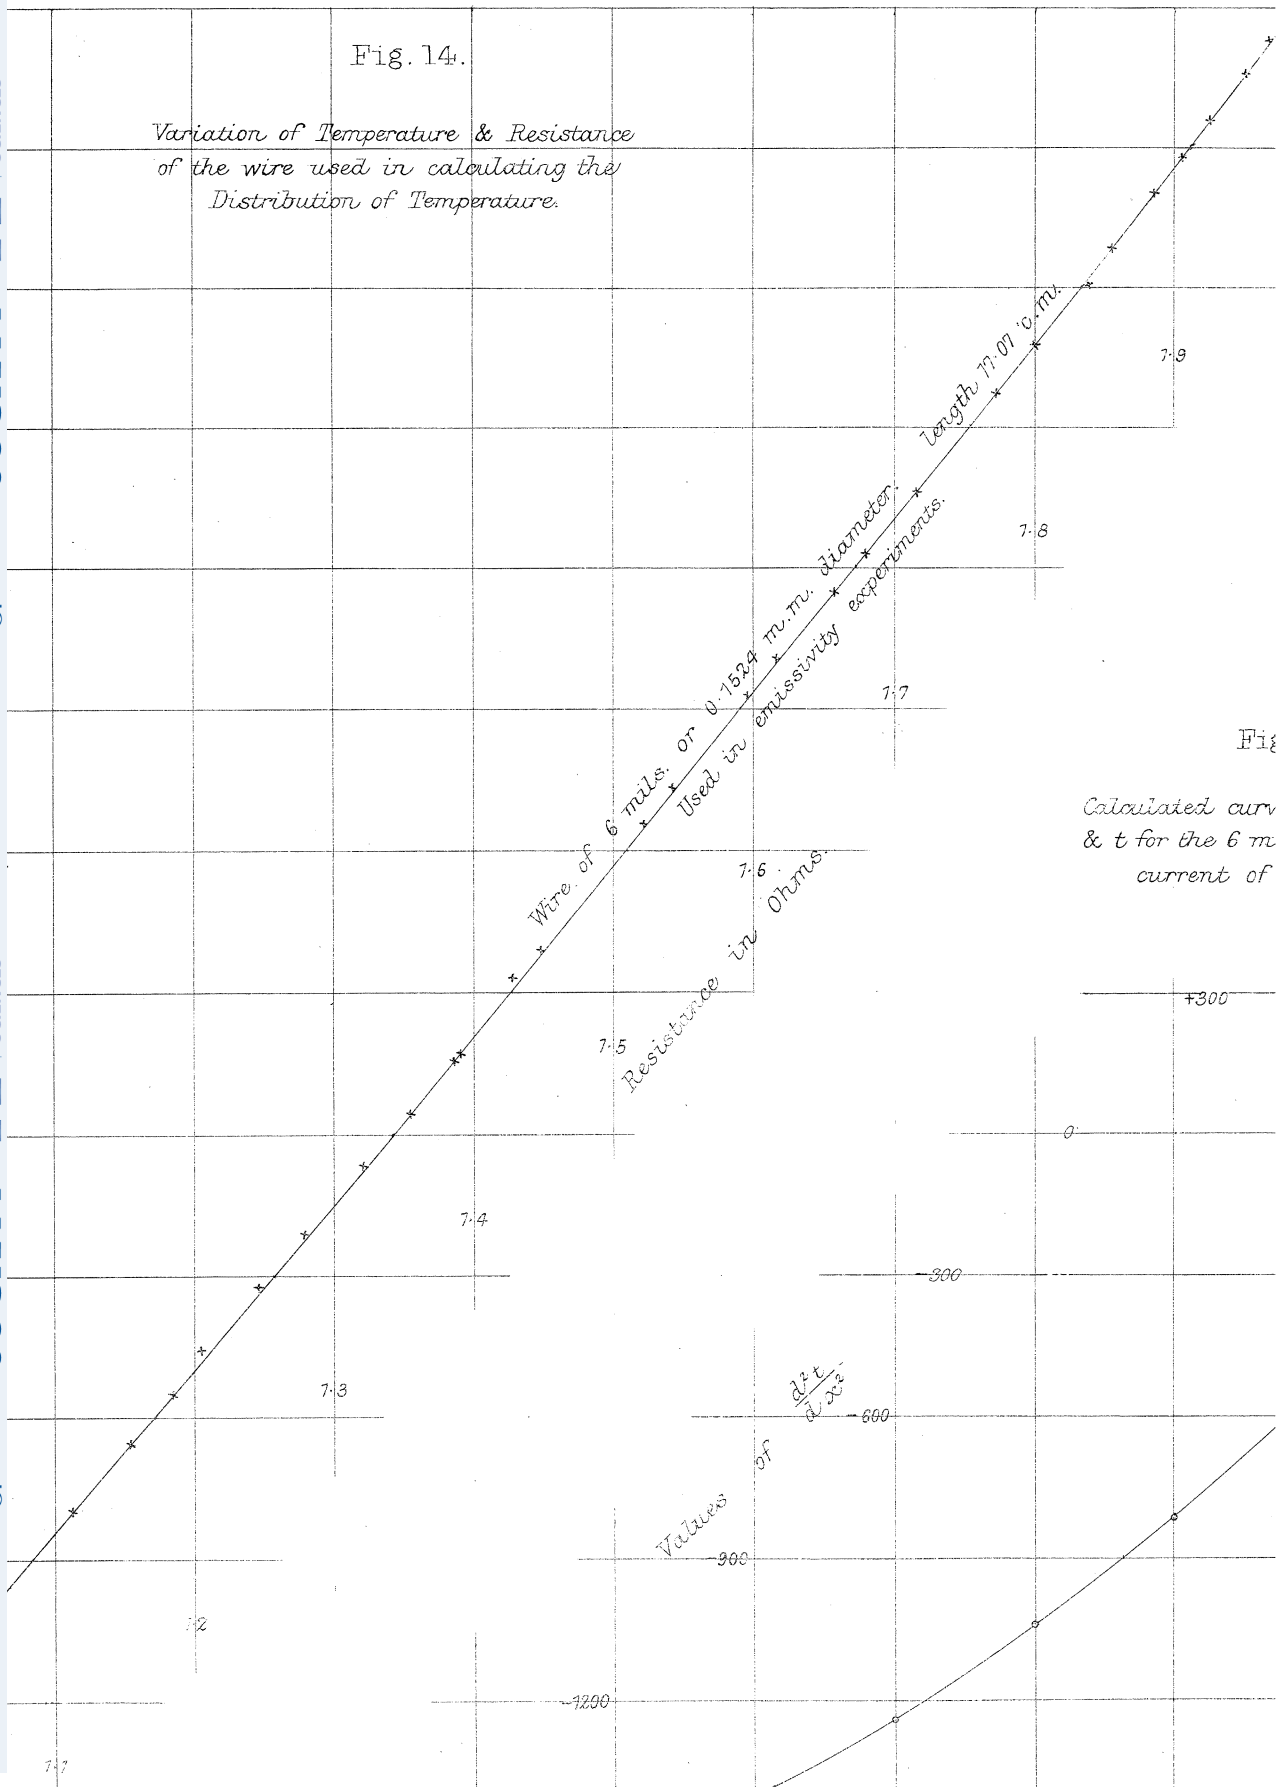 Fig. 14.
Variation of Temperature & Resistance
of the wire used in calculating the
Distribution of Temperature.
Wire of 6 mils. or 0.1524 m.m. diameter. length 17.07 c.m.
Used in emissivity experiments.
7.9
7.8
7.7
7.6
7.5
7.4
7.3
7.1
Resistance in Ohms.
Fig
Calculated curv
& t for the 6 m
current of
+300
0
-300
-600
-900
-1200
Values of d²t/dx²